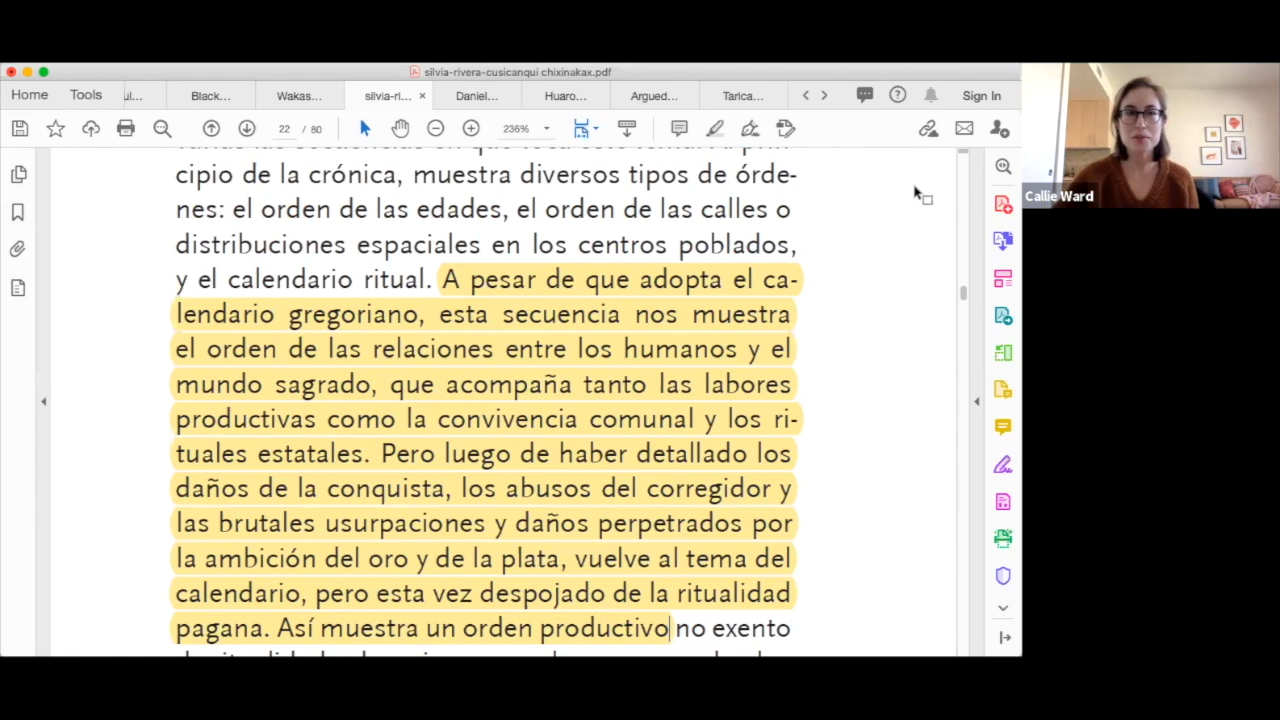 silvia-rivera-cusicanqui chixinakax.pdf
Home Tools ul... Black... Wakas... silvia-ri... × Daniel... Huaro... Argued... Tarica... Sign In
22 / 80 236%
cipio de la crónica, muestra diversos tipos de órde-
nes: el orden de las edades, el orden de las calles o
distribuciones espaciales en los centros poblados,
y el calendario ritual. A pesar de que adopta el ca-
lendario gregoriano, esta secuencia nos muestra
el orden de las relaciones entre los humanos y el
mundo sagrado, que acompaña tanto las labores
productivas como la convivencia comunal y los ri-
tuales estatales. Pero luego de haber detallado los
daños de la conquista, los abusos del corregidor y
las brutales usurpaciones y daños perpetrados por
la ambición del oro y de la plata, vuelve al tema del
calendario, pero esta vez despojado de la ritualidad
pagana. Así muestra un orden productivo no exento
Callie Ward